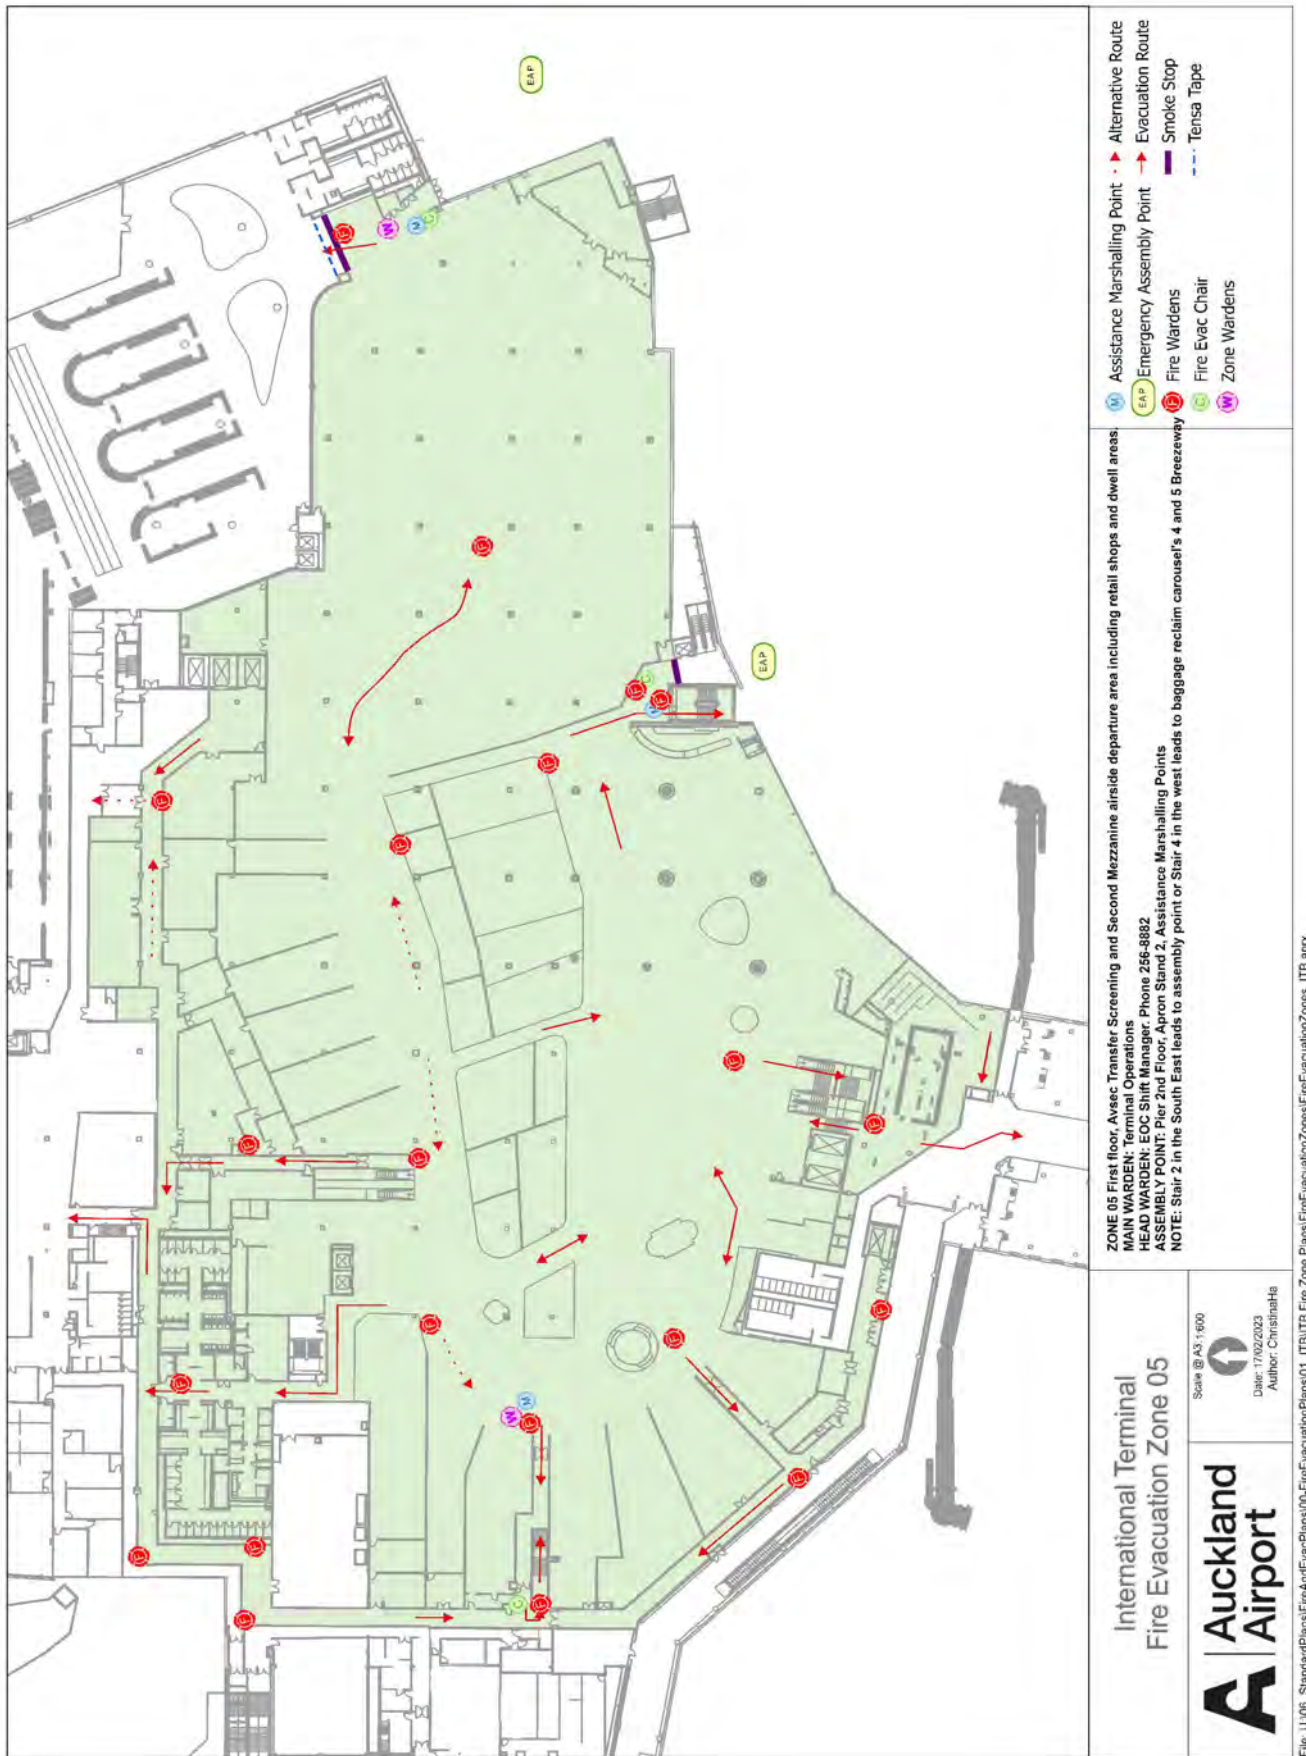 International Terminal
Fire Evacuation Zone 05
A Auckland
Airport
Scale @ A3 1:600
Date: 17/02/2023
Author: ChristinaHa
ZONE 05 First floor, Avsec Transfer Screening and Second Mezzanine airside departure area including retail shops and dwell areas.
MAIN WARDEN: Terminal Operations
HEAD WARDEN: EOC Shift Manager. Phone 256-8882
ASSEMBLY POINT: Pier 2nd Floor, Apron Stand 2, Assistance Marshalling Points
NOTE: Stair 2 in the South East leads to assembly point or Stair 4 in the west leads to baggage reclaim carousel's 4 and 5 Breezeway
M Assistance Marshalling Point
EAP Emergency Assembly Point
F Fire Wardens
C Fire Evac Chair
W Zone Wardens
Alternative Route
Evacuation Route
Smoke Stop
Tensa Tape
EAP
EAP
F
W
M
C
F
F
C
F
M
F
F
F
F
F
F
F
F
F
F
W
M
F
F
F
F
F
F
C
F